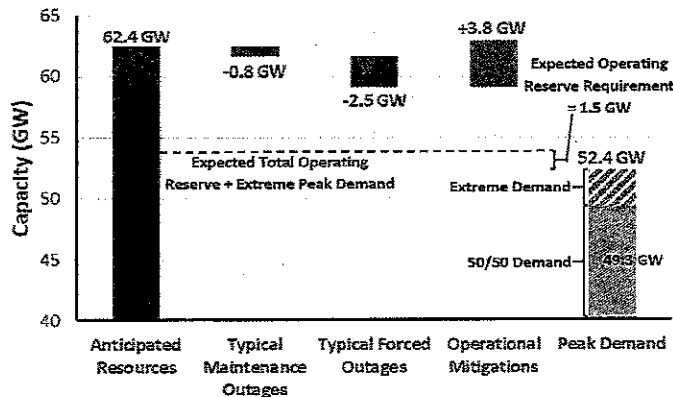 65
60
55
50
45
40
Capacity (GW)
62.4 GW
-0.8 GW
-2.5 GW
+3.8 GW
Expected Operating
Reserve Requirement
= 1.5 GW
Expected Total Operating
Reserve + Extreme Peak Demand
52.4 GW
Extreme Demand
50/50 Demand
49.3 GW
Anticipated
Resources
Typical
Maintenance
Outages
Typical Forced
Outages
Operational
Mitigations
Peak Demand